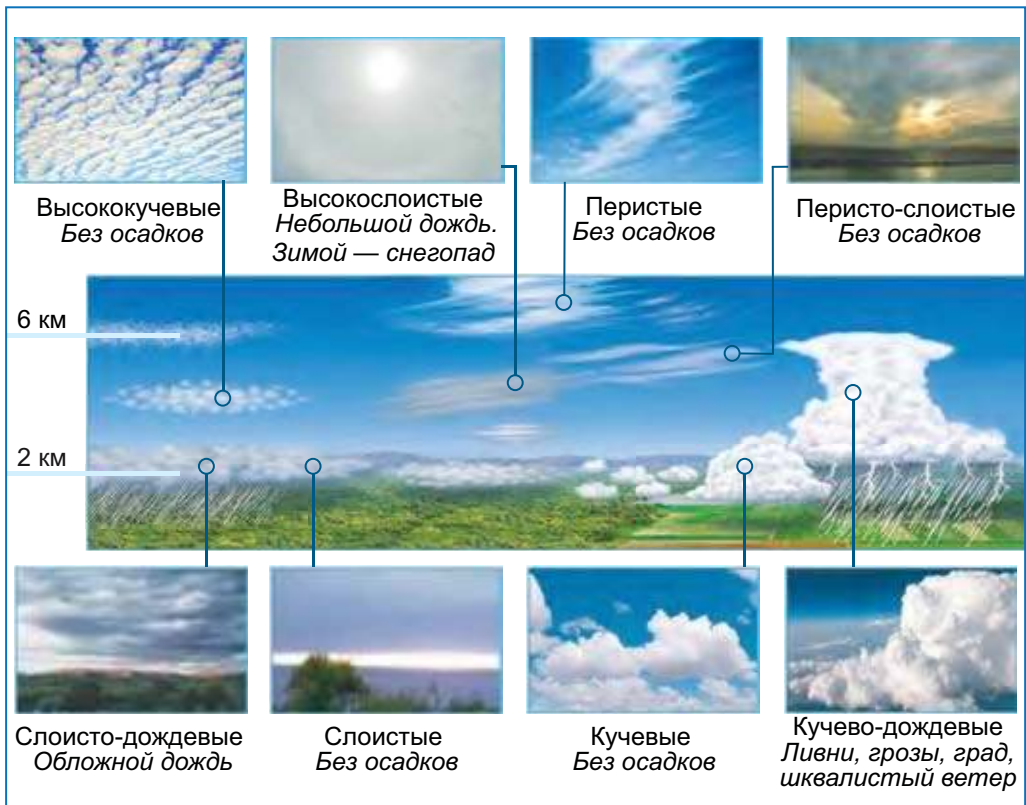 Высококучевые
Без осадков
Высокослоистые
Небольшой дождь.
Зимой — снегопад
Перистые
Без осадков
Перисто-слоистые
Без осадков
6 км
2 км
Слоисто-дождевые
Обложной дождь
Слоистые
Без осадков
Кучевые
Без осадков
Кучево-дождевые
Ливни, грозы, град,
шквалистый ветер